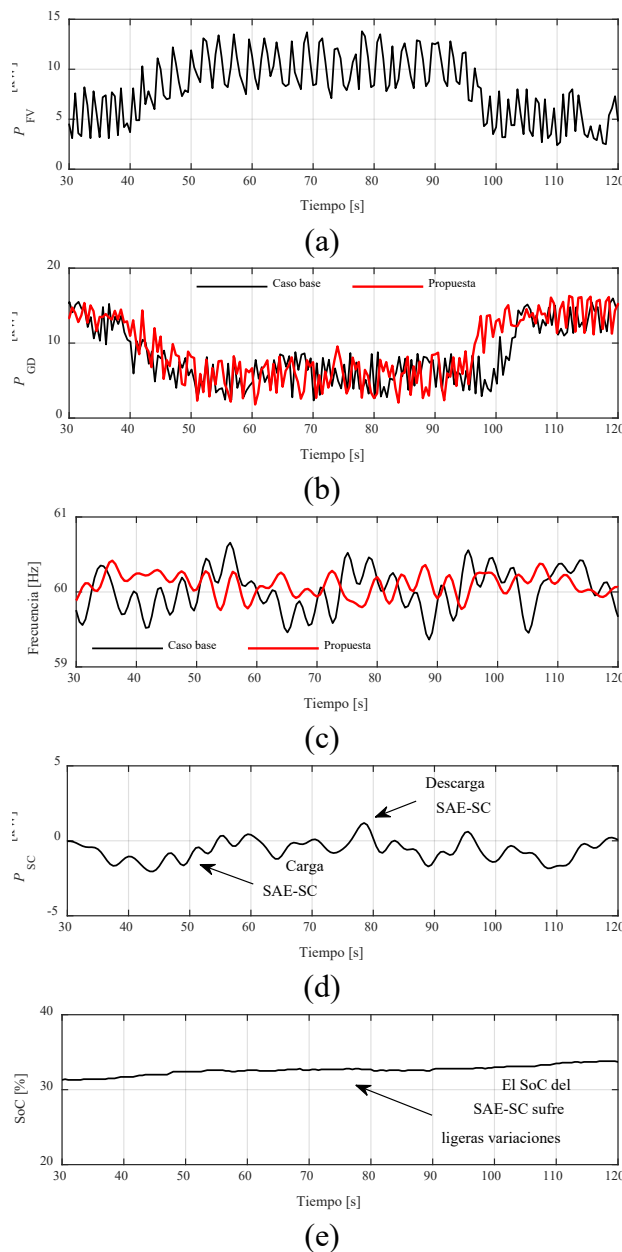 15
10
5
0
P FV
30 40 50 60 70 80 90 100 110 120
Tiempo [s]
(a)
20
10
0
P GD
Caso base Propuesta
30 40 50 60 70 80 90 100 110 120
Tiempo [s]
(b)
61
60
59
Frecuencia [Hz]
Caso base Propuesta
30 40 50 60 70 80 90 100 110 120
Tiempo [s]
(c)
5
0
-5
P SC
Descarga
SAE-SC
Carga
SAE-SC
30 40 50 60 70 80 90 100 110 120
Tiempo [s]
(d)
40
30
20
SoC [%]
El SoC del
SAE-SC sufre
ligeras variaciones
30 40 50 60 70 80 90 100 110 120
Tiempo [s]
(e)